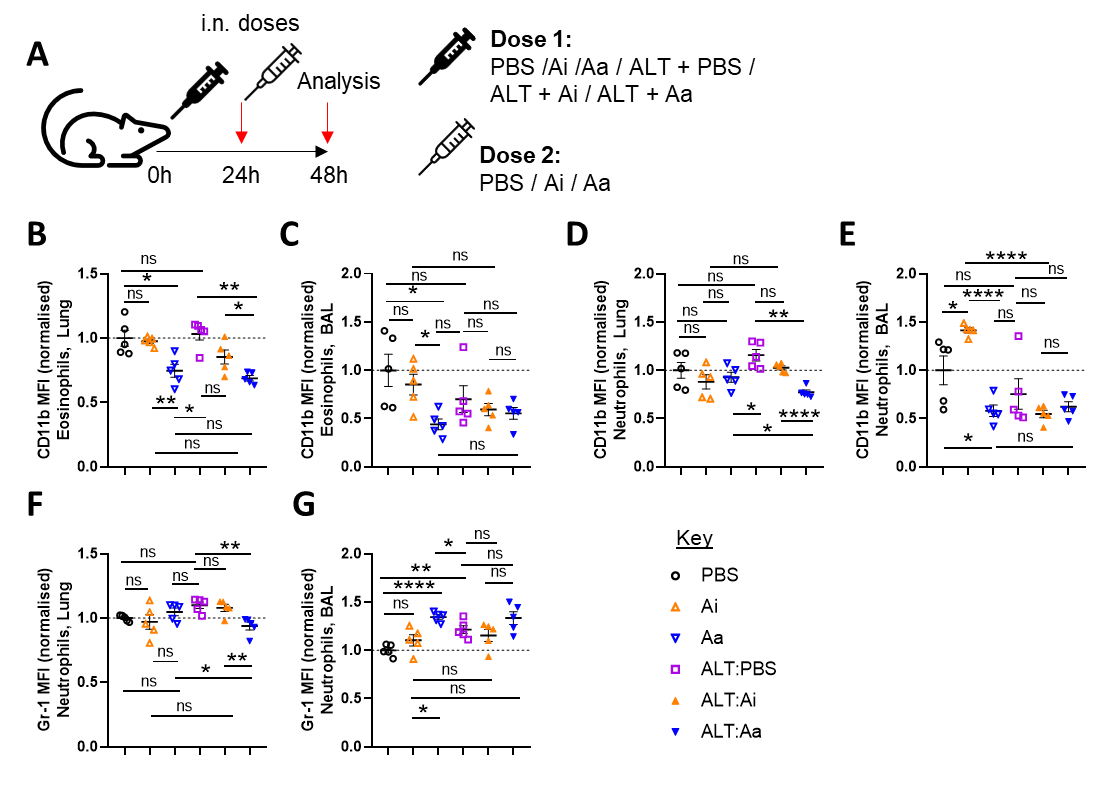 A
i.n. doses
Analysis
0h
24h
48h
Dose 1:
PBS /Ai /Aa / ALT + PBS /
ALT + Ai / ALT + Aa
Dose 2:
PBS / Ai / Aa
B
CD11b MFI (normalised)
Eosinophils, Lung
1.5
1.0
0.5
0.0
ns
*
ns
**
*
**
*
ns
ns
ns
C
CD11b MFI (normalised)
Eosinophils, BAL
2.0
1.5
1.0
0.5
0.0
ns
ns
*
ns
*
ns
ns
ns
ns
ns
D
CD11b MFI (normalised)
Neutrophils, Lung
2.0
1.5
1.0
0.5
0.0
ns
ns
ns
ns
ns
ns
**
*
****
*
E
CD11b MFI (normalised)
Neutrophils, BAL
2.0
1.5
1.0
0.5
0.0
****
ns
ns
*
****
ns
ns
ns
*
ns
F
Gr-1 MFI (normalised)
Neutrophils, Lung
1.5
1.0
0.5
0.0
ns
**
ns
ns
ns
ns
**
*
ns
ns
G
Gr-1 MFI (normalised)
Neutrophils, BAL
2.0
1.5
1.0
0.5
0.0
ns
*
ns
**
ns
****
ns
ns
ns
*
Key
PBS
Ai
Aa
ALT:PBS
ALT:Ai
ALT:Aa